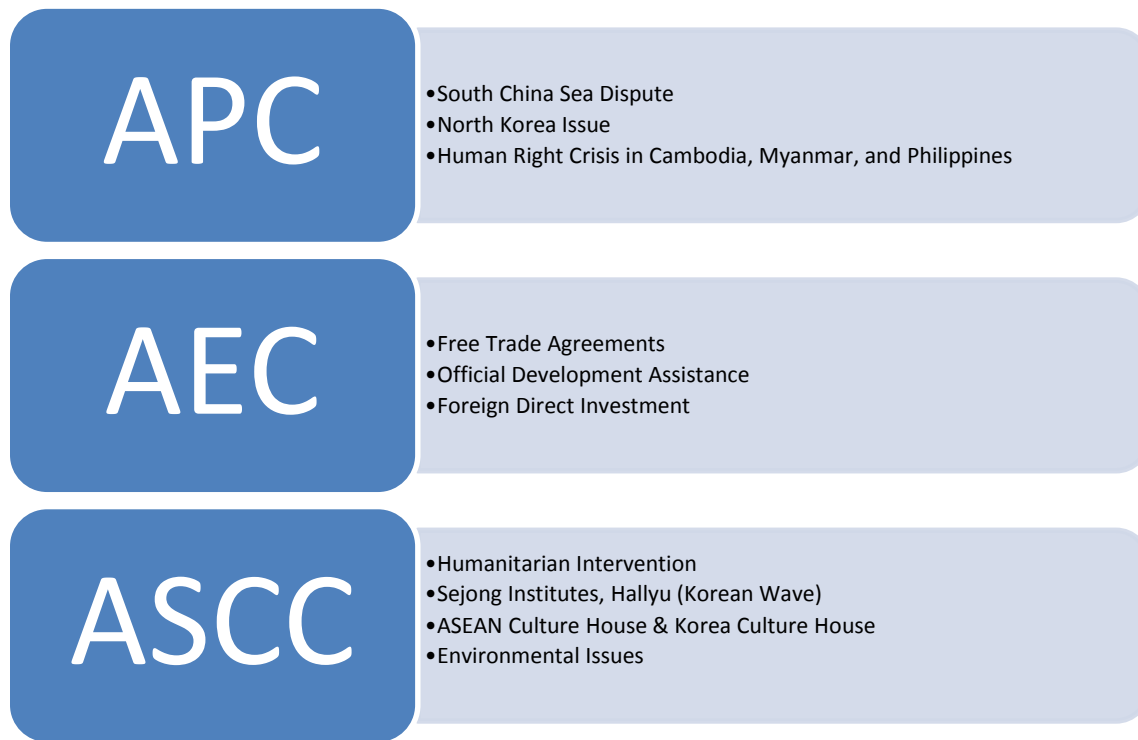 APC
•South China Sea Dispute
•North Korea Issue
•Human Right Crisis in Cambodia, Myanmar, and Philippines
AEC
•Free Trade Agreements
•Official Development Assistance
•Foreign Direct Investment
ASCC
•Humanitarian Intervention
•Sejong Institutes, Hallyu (Korean Wave)
•ASEAN Culture House & Korea Culture House
•Environmental Issues